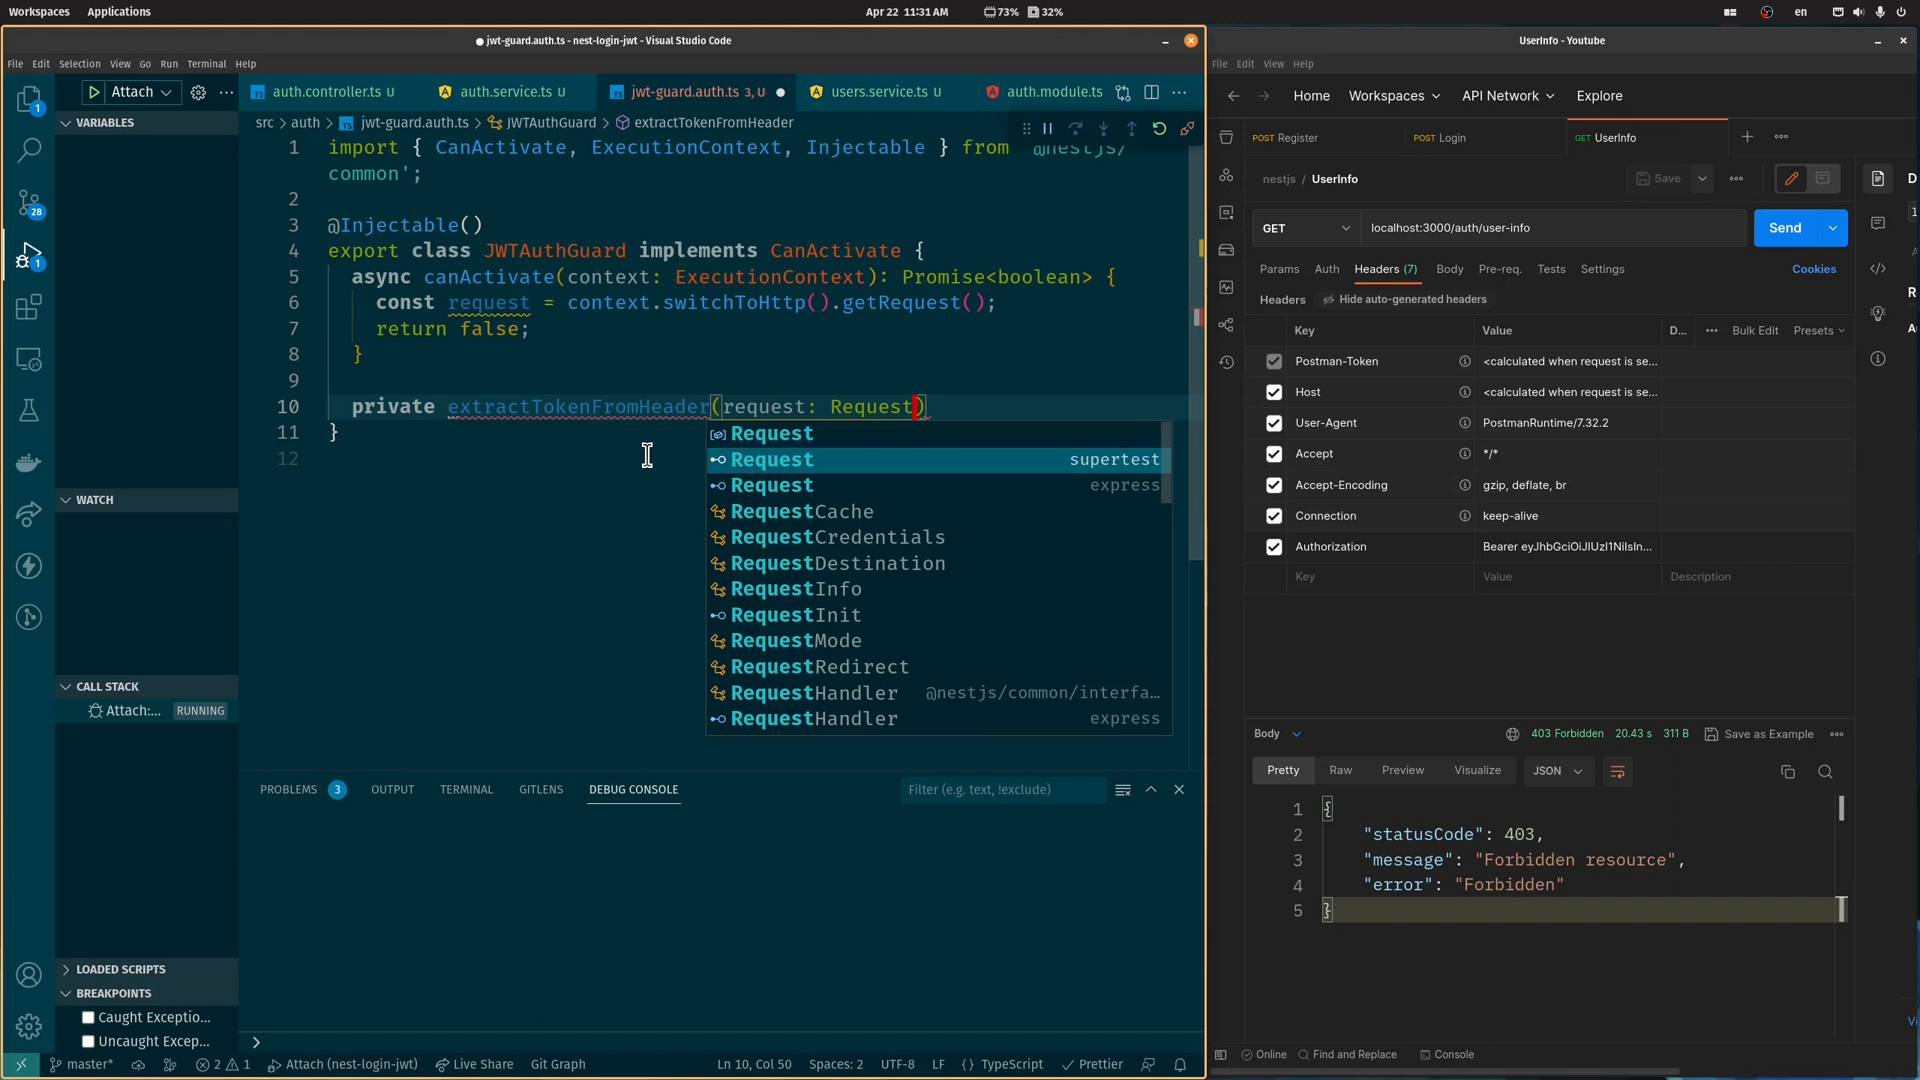 Workspaces Applications Apr 22 11:31 AM 73% 32% en
jwt-guard.auth.ts - nest-login-jwt - Visual Studio Code
File Edit Selection View Go Run Terminal Help
Attach
auth.controller.ts U auth.service.ts U jwt-guard.auth.ts 3, U users.service.ts U auth.module.ts
src > auth > jwt-guard.auth.ts > JWTAuthGuard > extractTokenFromHeader
VARIABLES
WATCH
CALL STACK
Attach:... RUNNING
LOADED SCRIPTS
BREAKPOINTS
Caught Exceptio...
Uncaught Excep...
1
28
1
1 import { CanActivate, ExecutionContext, Injectable } from '@nestjs/
common';
2
3 @Injectable()
4 export class JWTAuthGuard implements CanActivate {
5 async canActivate(context: ExecutionContext): Promise<boolean> {
6 const request = context.switchToHttp().getRequest();
7 return false;
8 }
9
10 private extractTokenFromHeader(request: Request)
11 }
12
Request
Request supertest
Request express
RequestCache
RequestCredentials
RequestDestination
RequestInfo
RequestInit
RequestMode
RequestRedirect
RequestHandler @nestjs/common/interfa...
RequestHandler express
PROBLEMS 3 OUTPUT TERMINAL GITLENS DEBUG CONSOLE Filter (e.g. text, !exclude)
master* 2 1 Attach (nest-login-jwt) Live Share Git Graph Ln 10, Col 50 Spaces: 2 UTF-8 LF {} TypeScript Prettier
UserInfo - Youtube
File Edit View Help
Home Workspaces API Network Explore
POST Register POST Login GET UserInfo
nestjs / UserInfo Save
GET localhost:3000/auth/user-info Send
Params Auth Headers (7) Body Pre-req. Tests Settings Cookies
Headers Hide auto-generated headers
Key Value D... Bulk Edit Presets
Postman-Token <calculated when request is se...
Host <calculated when request is se...
User-Agent PostmanRuntime/7.32.2
Accept */*
Accept-Encoding gzip, deflate, br
Connection keep-alive
Authorization Bearer eyJhbGciOiJIUzI1NiIsIn...
Key Value Description
Body 403 Forbidden 20.43 s 311 B Save as Example
Pretty Raw Preview Visualize JSON
1 {
2 "statusCode": 403,
3 "message": "Forbidden resource",
4 "error": "Forbidden"
5 }
Online Find and Replace Console